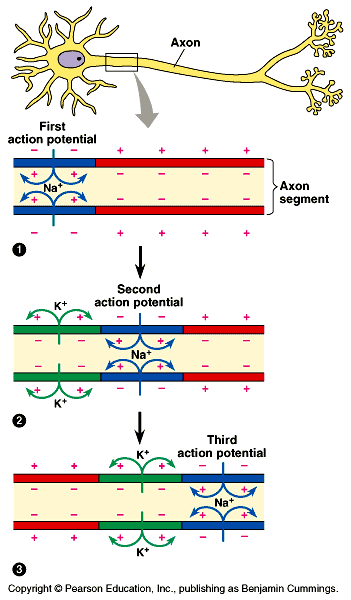 Axon
First
action potential
− − + + + +
+ + − − − −
Na⁺
+ + − − − −
− − + + + +
Axon
segment
1
Second
action potential
K⁺
+ + − − + +
− − + + − −
Na⁺
− − + + − −
+ + − − + +
K⁺
2
Third
action potential
K⁺
+ + + + − −
− − − − + +
Na⁺
− − − − + +
+ + + + − −
K⁺
3
Copyright © Pearson Education, Inc., publishing as Benjamin Cummings.